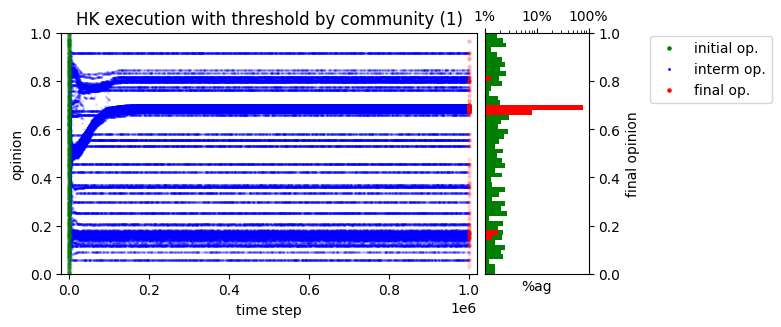 HK execution with threshold by community (1)
1% 10% 100%
initial op.
interm op.
final op.
1.0
0.8
0.6
0.4
0.2
0.0
opinion
1.0
0.8
0.6
0.4
0.2
0.0
final opinion
0.0 0.2 0.4 0.6 0.8 1.0
1e6
time step
%ag